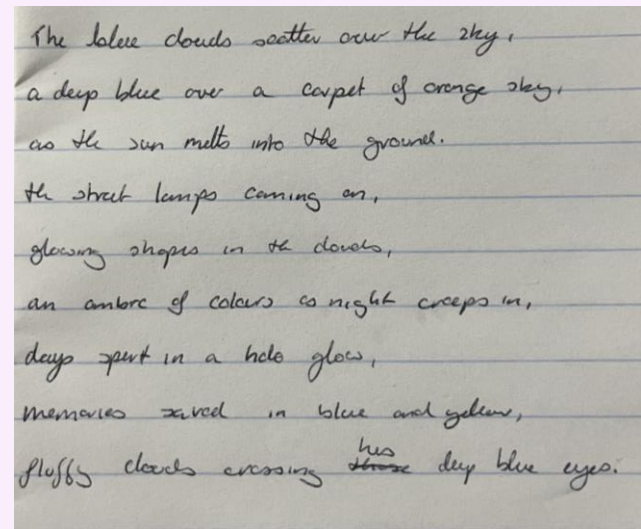 The blue clouds scatter over the sky,
a deep blue over a carpet of orange sky,
as the sun melts into the ground.
the street lamps coming on,
glowing shapes in the clouds,
an ombre of colours as night creeps in,
days spent in a halo glow,
memories saved in blue and yellow,
fluffy clouds crossing his deep blue eyes.